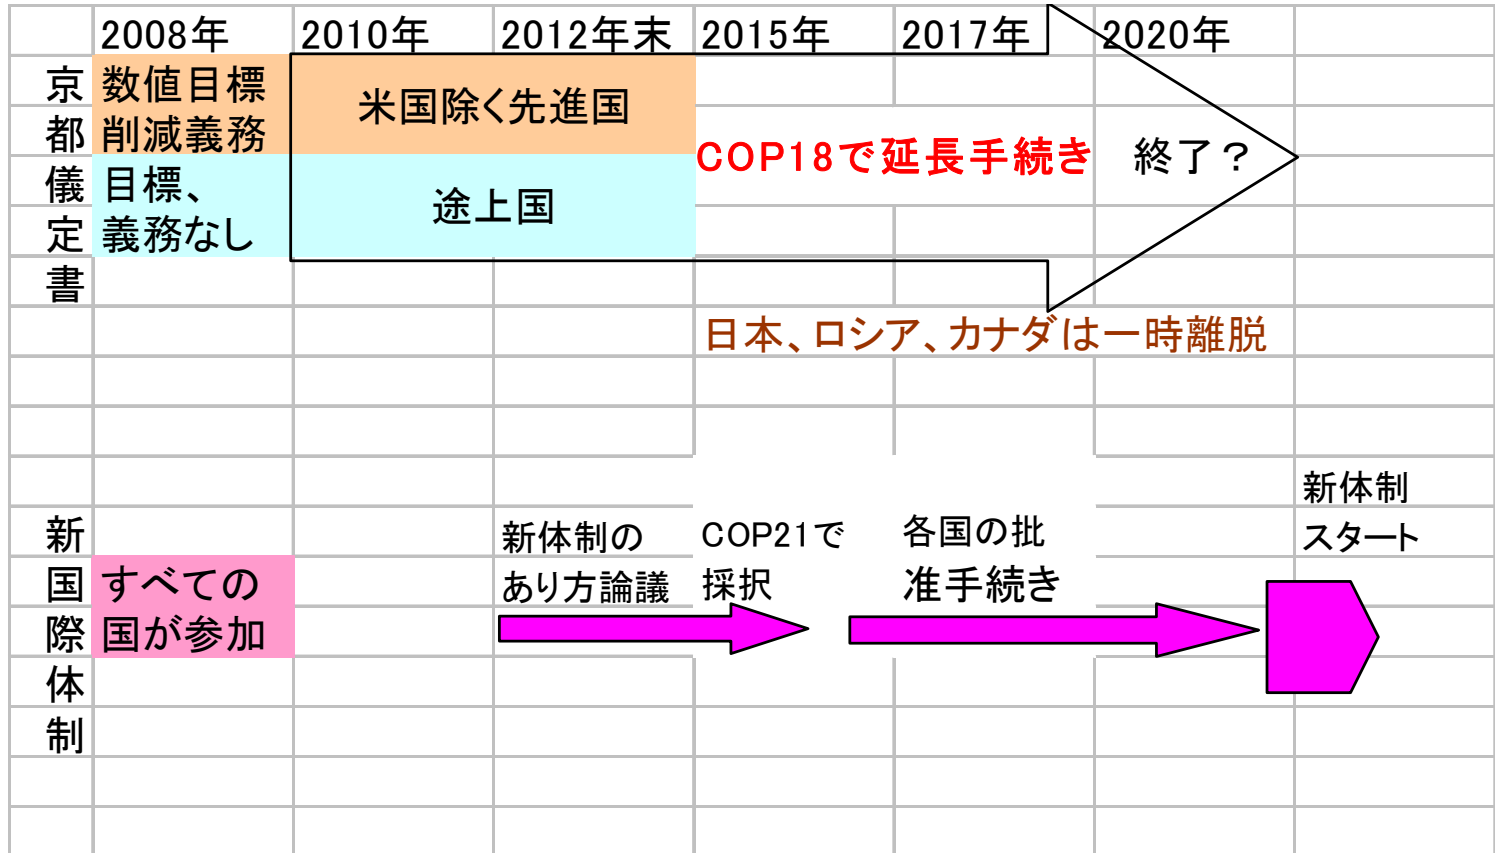 2008年 2010年 2012年末 2015年 2017年 2020年
京都儀定書
数値目標
削減義務
米国除く先進国
目標、
義務なし
途上国
COP18で延長手続き
終了？
日本、ロシア、カナダは一時離脱
新国際体制
すべての
国が参加
新体制の
あり方論議
COP21で
採択
各国の批
准手続き
新体制
スタート